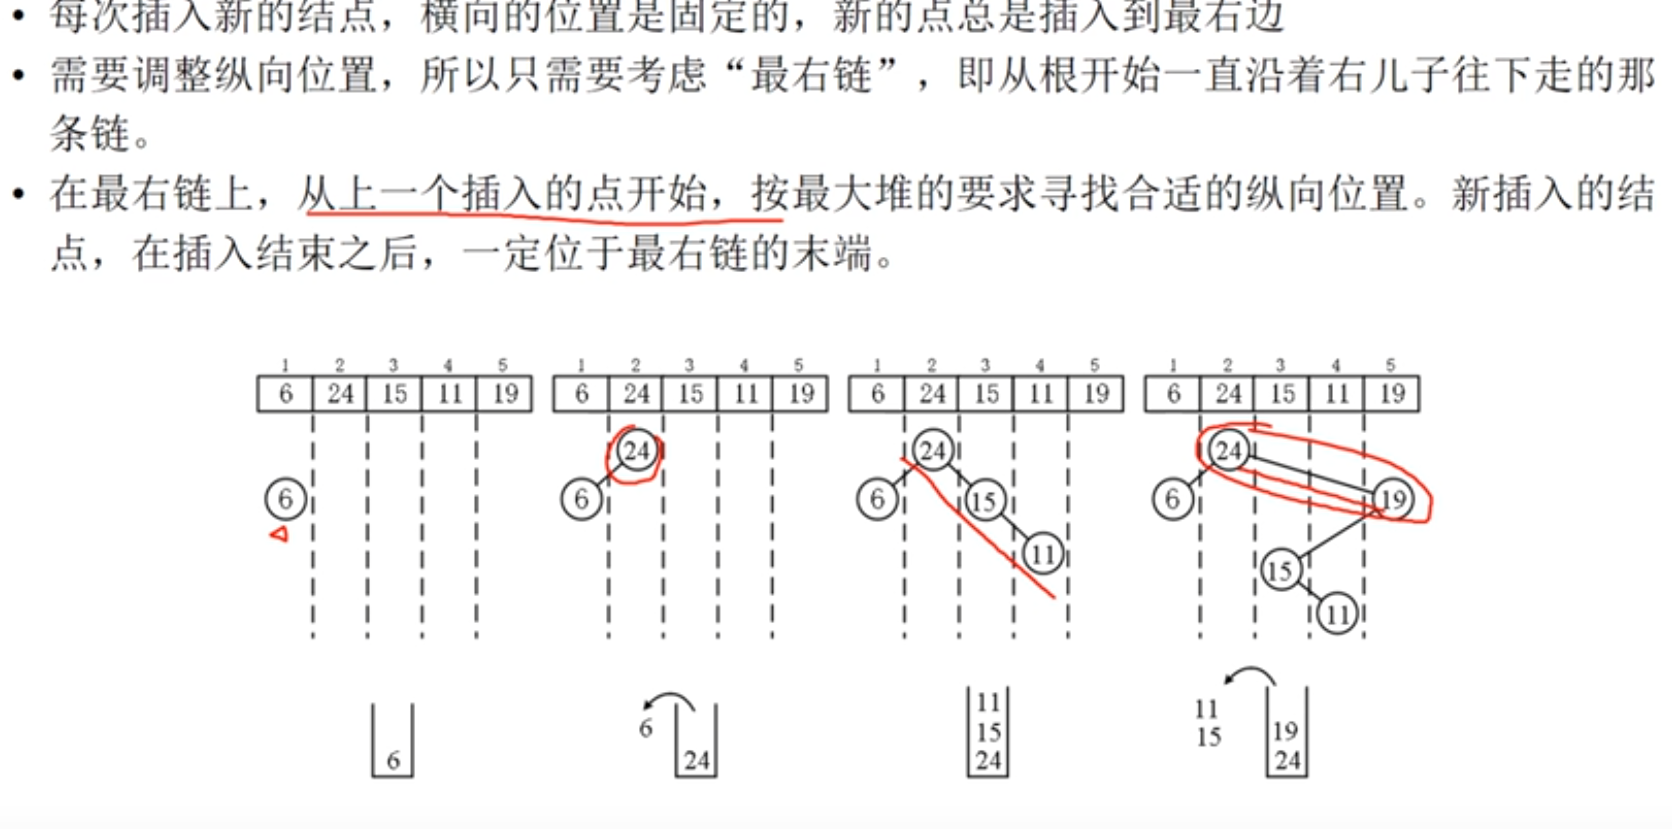 • 每次插入新的结点，横向的位置是固定的，新的点总是插入到最右边
• 需要调整纵向位置，所以只需要考虑“最右链”，即从根开始一直沿着右儿子往下走的那
条链。
• 在最右链上，从上一个插入的点开始，按最大堆的要求寻找合适的纵向位置。新插入的结
点，在插入结束之后，一定位于最右链的末端。
1 2 3 4 5 1 2 3 4 5 1 2 3 4 5 1 2 3 4 5
6 24 15 11 19 6 24 15 11 19 6 24 15 11 19 6 24 15 11 19
24 24 24
6 6 6 15 6 19
11 15
11
11 11
6 15 15 19
6 24 24 24